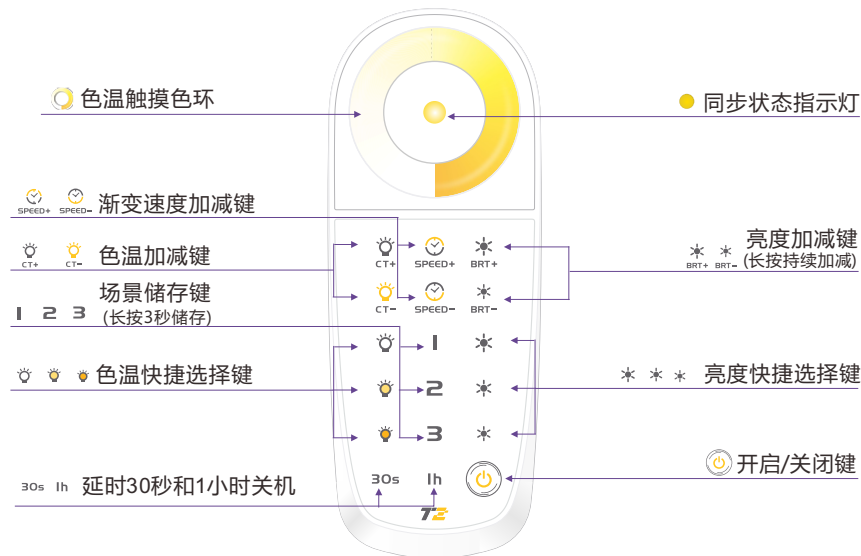 色温触摸色环
同步状态指示灯
SPEED+ SPEED- 渐变速度加减键
CT+ CT- 色温加减键
亮度加减键
BRT+ BRT- (长按持续加减)
场景储存键
1 2 3 (长按3秒储存)
色温快捷选择键
亮度快捷选择键
开启/关闭键
30s 1h 延时30秒和1小时关机
CT+ SPEED+ BRT+
CT- SPEED- BRT-
1
2
3
30s 1h
T2